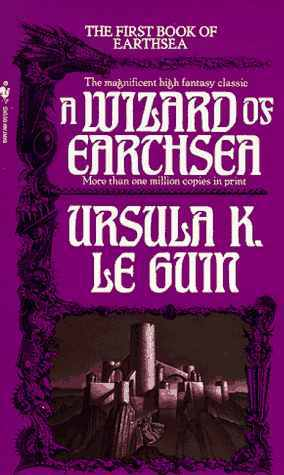 THE FIRST BOOK OF
EARTHSEA
The magnificent high fantasy classic
A WIZARD OF
EARTHSEA
More than one million copies in print
URSULA K.
LE GUIN